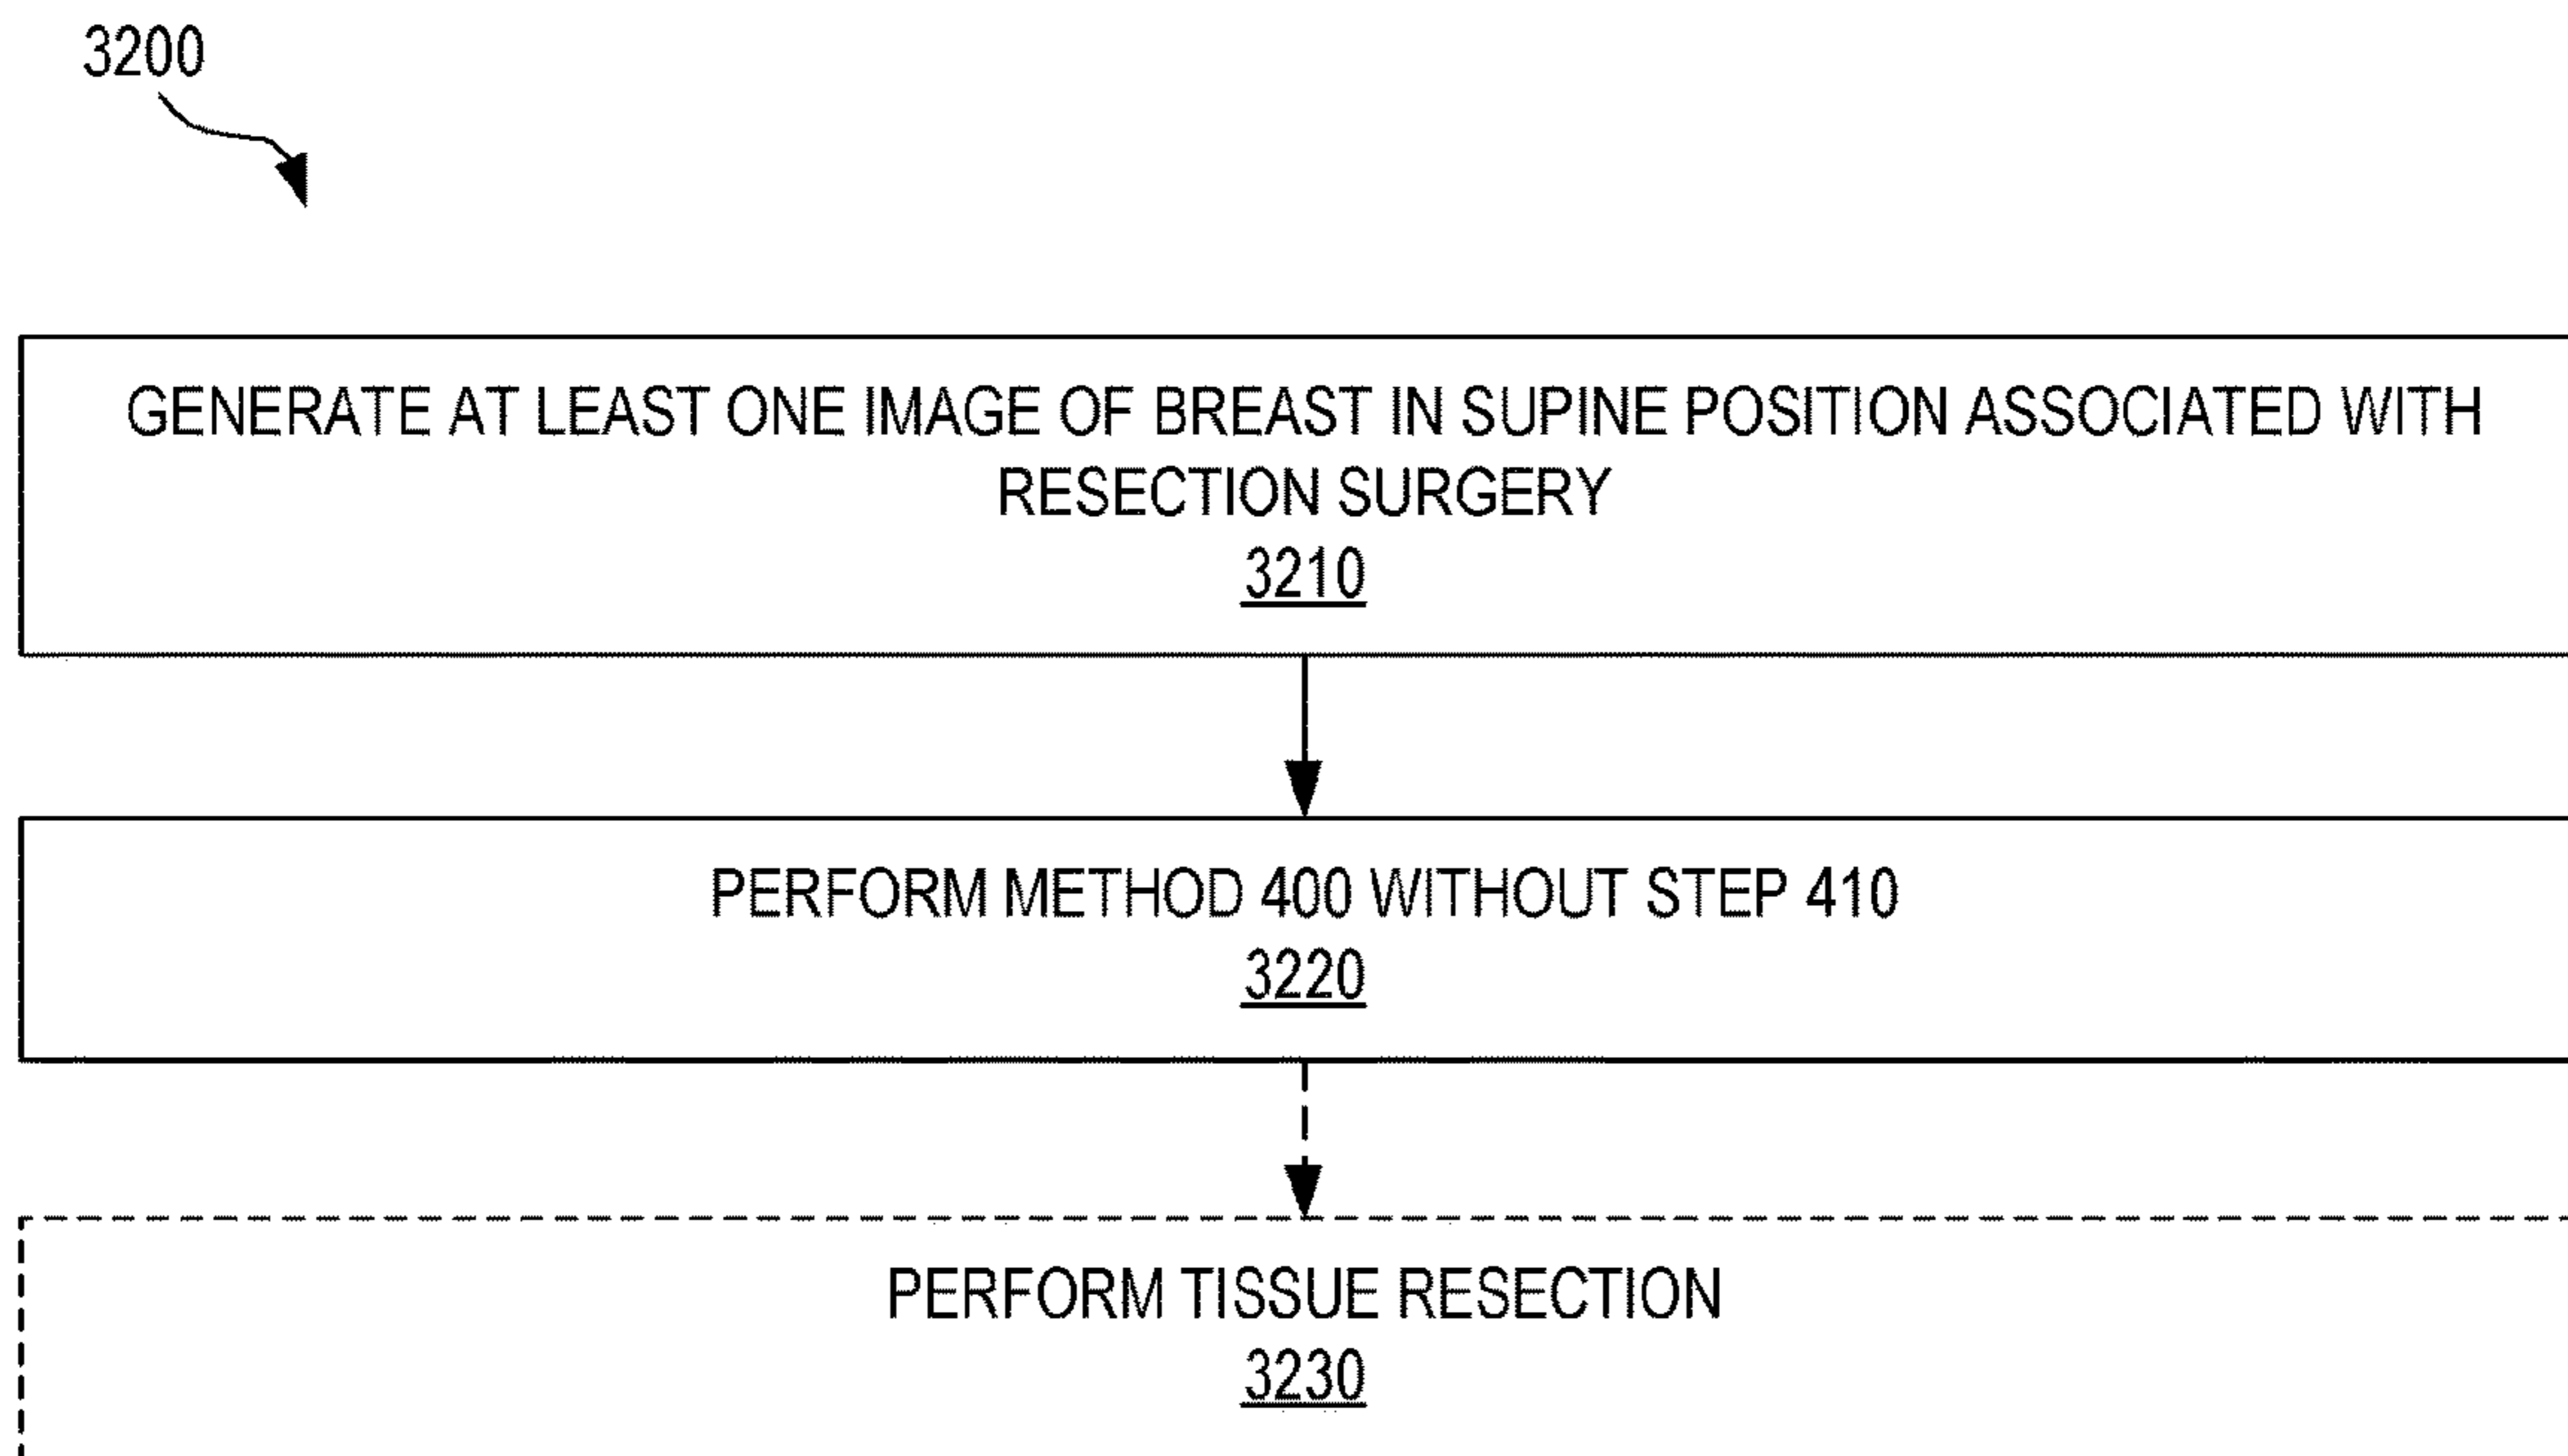 3200
GENERATE AT LEAST ONE IMAGE OF BREAST IN SUPINE POSITION ASSOCIATED WITH
RESECTION SURGERY
3210
PERFORM METHOD 400 WITHOUT STEP 410
3220
PERFORM TISSUE RESECTION
3230